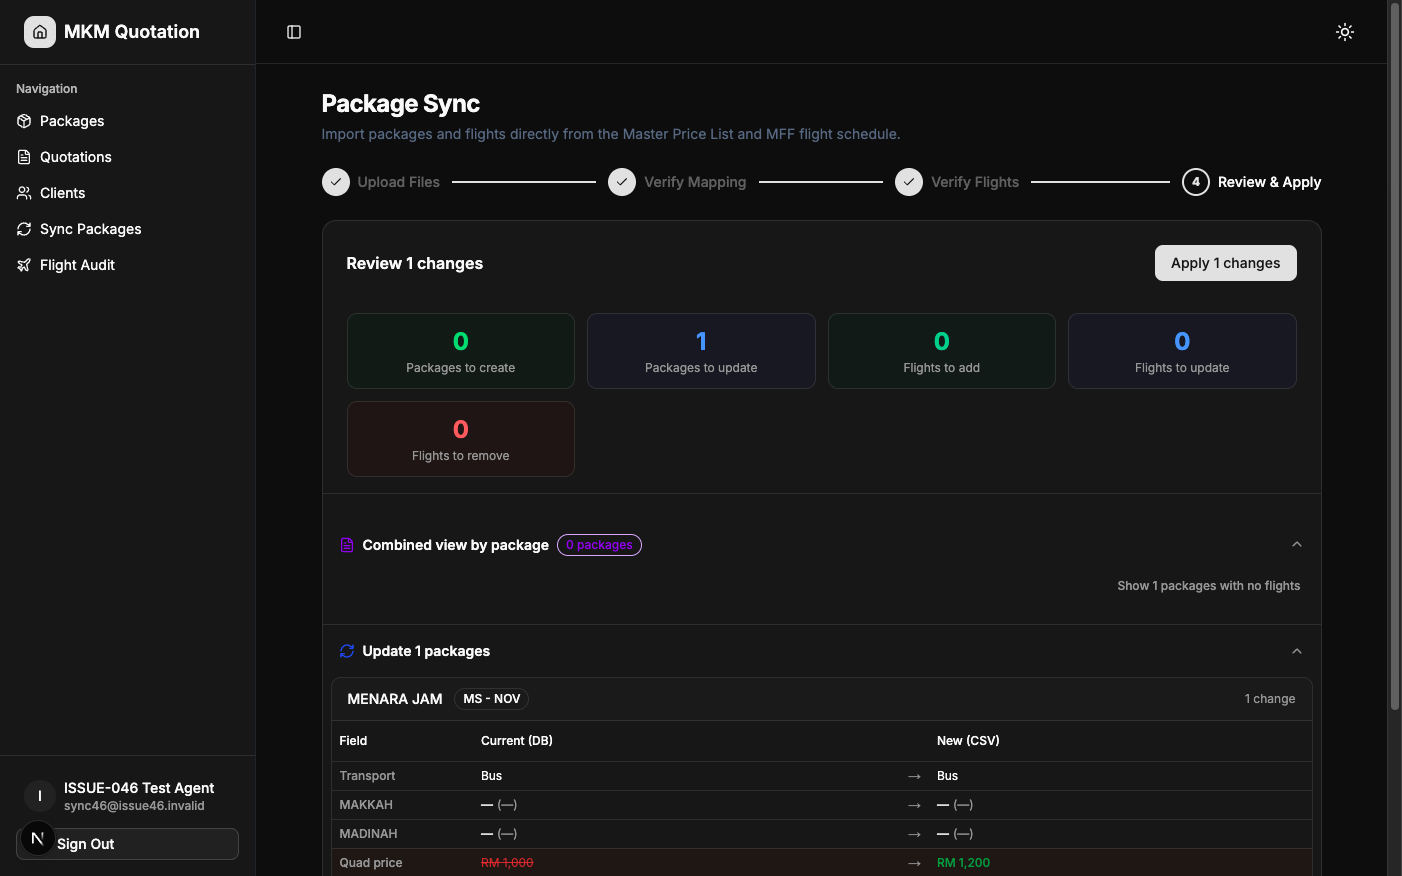 MKM Quotation
Navigation
Packages
Quotations
Clients
Sync Packages
Flight Audit
ISSUE-046 Test Agent
sync46@issue46.invalid
I
N
Sign Out
Package Sync
Import packages and flights directly from the Master Price List and MFF flight schedule.
Upload Files
Verify Mapping
Verify Flights
4 Review & Apply
Review 1 changes
Apply 1 changes
0
Packages to create
1
Packages to update
0
Flights to add
0
Flights to update
0
Flights to remove
Combined view by package 0 packages
Show 1 packages with no flights
Update 1 packages
MENARA JAM MS - NOV 1 change
Field Current (DB) New (CSV)
Transport Bus → Bus
MAKKAH — (—) → — (—)
MADINAH — (—) → — (—)
Quad price RM 1,000 → RM 1,200